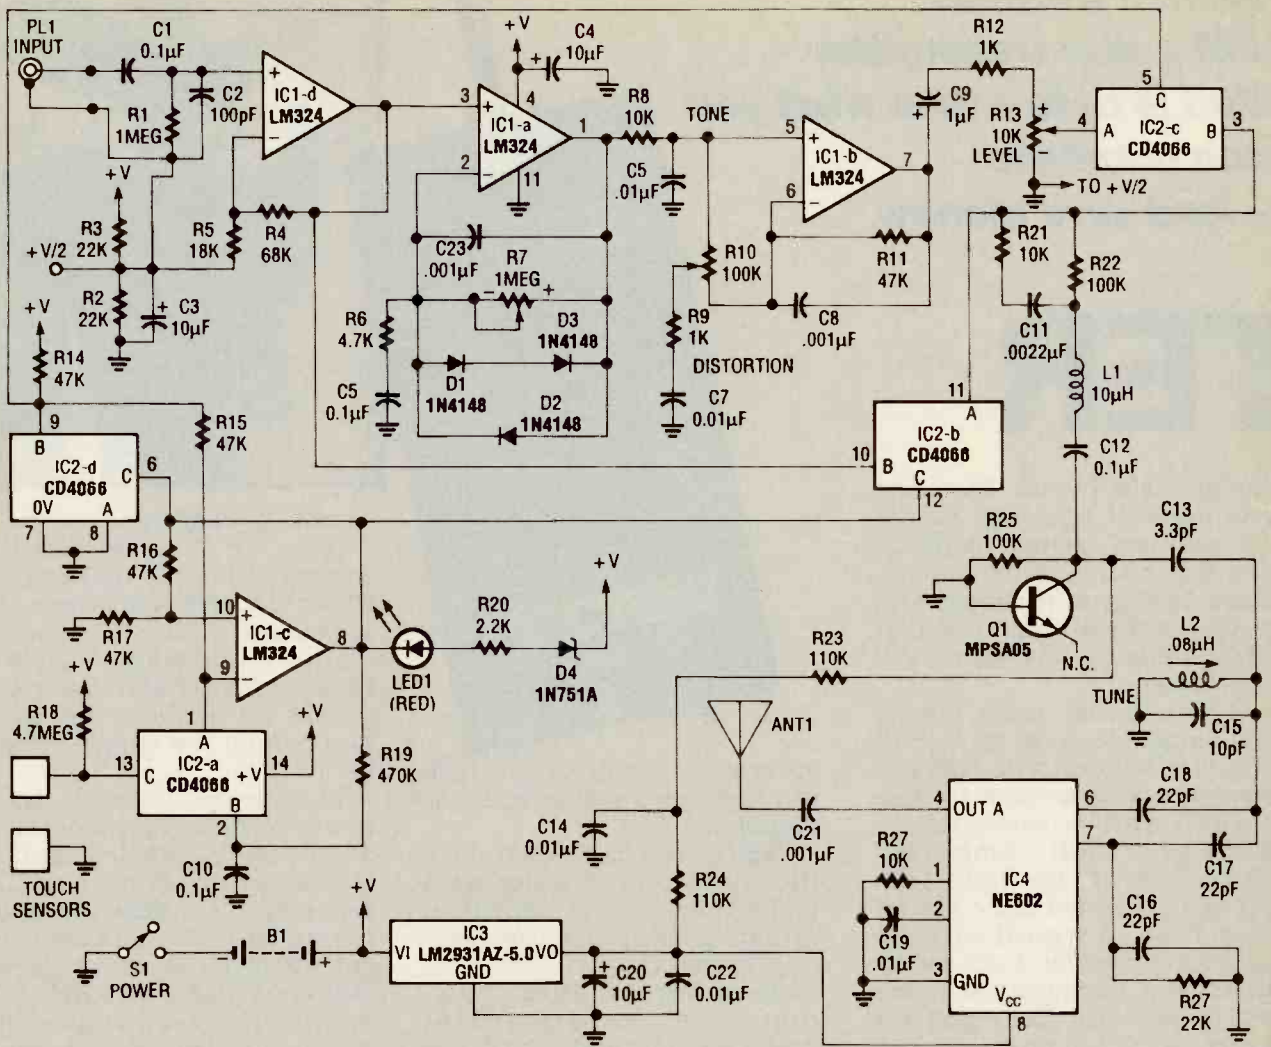 PL1
INPUT
C1
0.1µF
R1
1MEG
C2
100pF
+
−
IC1-d
LM324
+V
C4
10µF
+
3
+
4
IC1-a
LM324
1
2
−
11
R8
10K
TONE
C5
.01µF
5
+
IC1-b
LM324
7
6
−
C9
1µF
+
R12
1K
R13
10K
LEVEL
+
−
TO +V/2
5
C
4
A
IC2-c
CD4066
B
3
+V
R3
22K
+V/2
R2
22K
+
C3
10µF
R5
18K
R4
68K
C23
.001µF
R7
1MEG
−
+
R6
4.7K
D3
1N4148
D1
1N4148
D2
1N4148
C5
0.1µF
R10
100K
R9
1K
DISTORTION
C7
0.01µF
R11
47K
C8
.001µF
R21
10K
R22
100K
C11
.0022µF
L1
10µH
C12
0.1µF
11
A
10
B
IC2-b
CD4066
C
12
+V
R14
47K
9
B
IC2-d
CD4066
C
6
0V
A
7
8
R15
47K
R16
47K
R17
47K
10
+
IC1-c
LM324
8
9
−
LED1
(RED)
R20
2.2K
D4
1N751A
+V
R25
100K
Q1
MPSA05
N.C.
C13
3.3pF
L2
.08µH
TUNE
C15
10pF
R23
110K
+V
R18
4.7MEG
1
A
13
C
IC2-a
CD4066
+V
14
+V
B
2
C10
0.1µF
R19
470K
TOUCH
SENSORS
ANT1
C21
.001µF
C14
0.01µF
R24
110K
4
OUT A
6
7
IC4
NE602
1
2
3
GND
VCC
8
R27
10K
C19
.01µF
C18
22pF
C17
22pF
C16
22pF
R27
22K
S1
POWER
−
B1
+
+V
VI
IC3
LM2931AZ-5.0
VO
GND
+
C20
10µF
C22
0.01µF